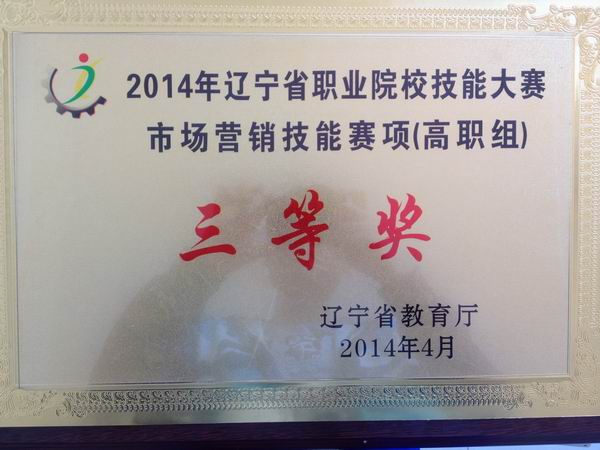 2014年辽宁省职业院校技能大赛
市场营销技能赛项(高职组)
三等奖
辽宁省教育厅
2014年4月